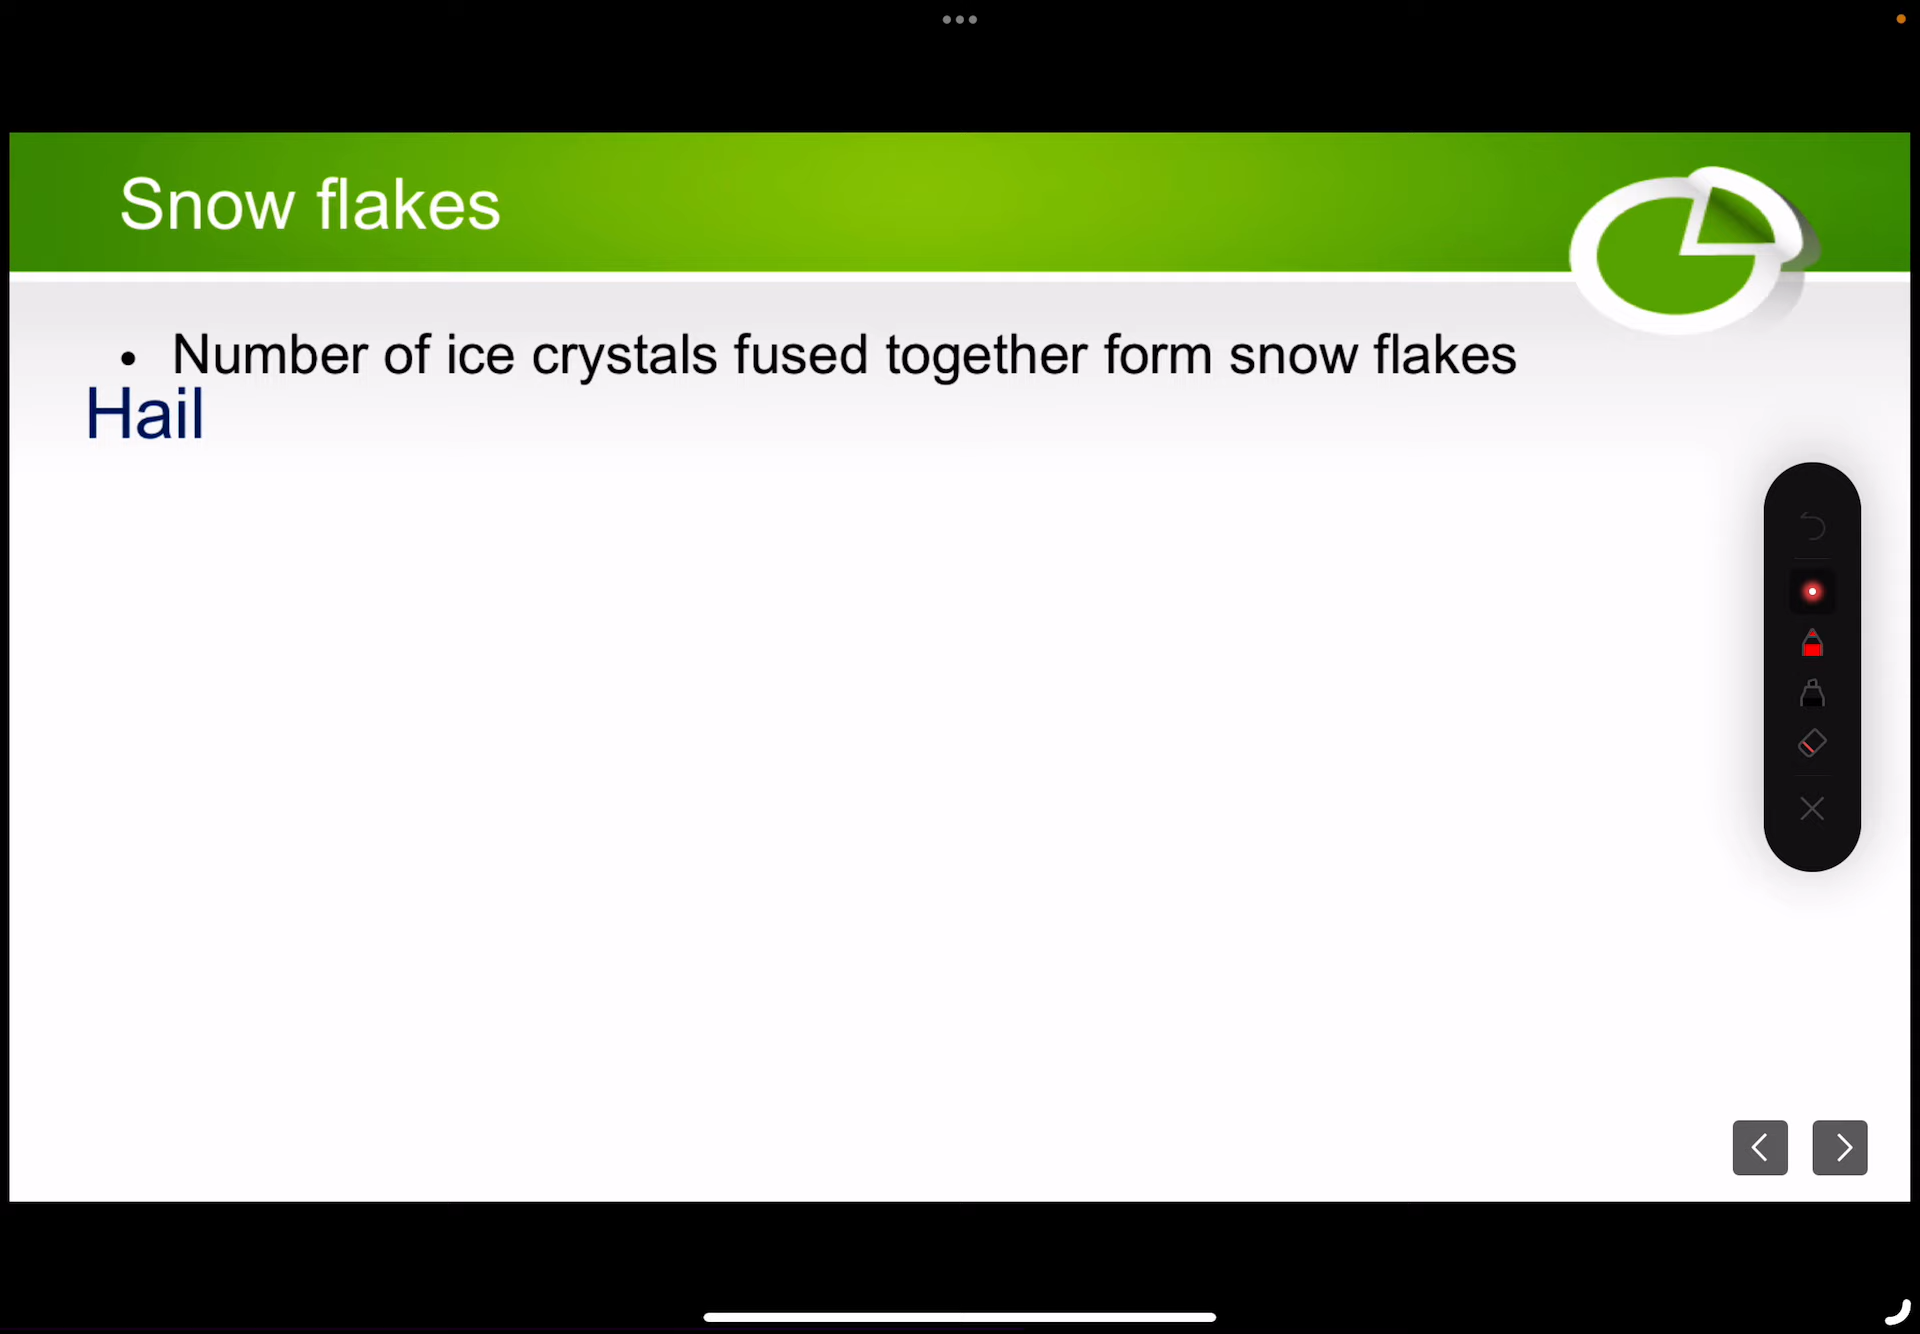 Snow flakes
• Number of ice crystals fused together form snow flakes
Hail